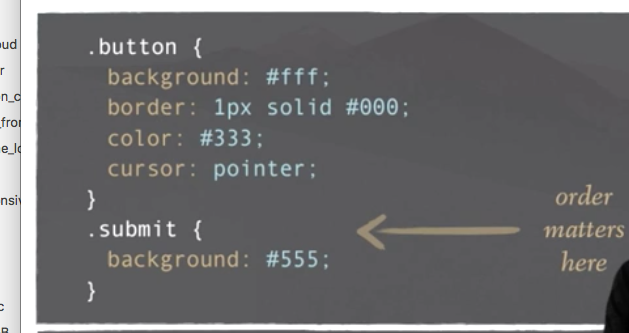 .button {
background: #fff;
border: 1px solid #000;
color: #333;
cursor: pointer;
}
.submit {
background: #555;
}
order
matters
here